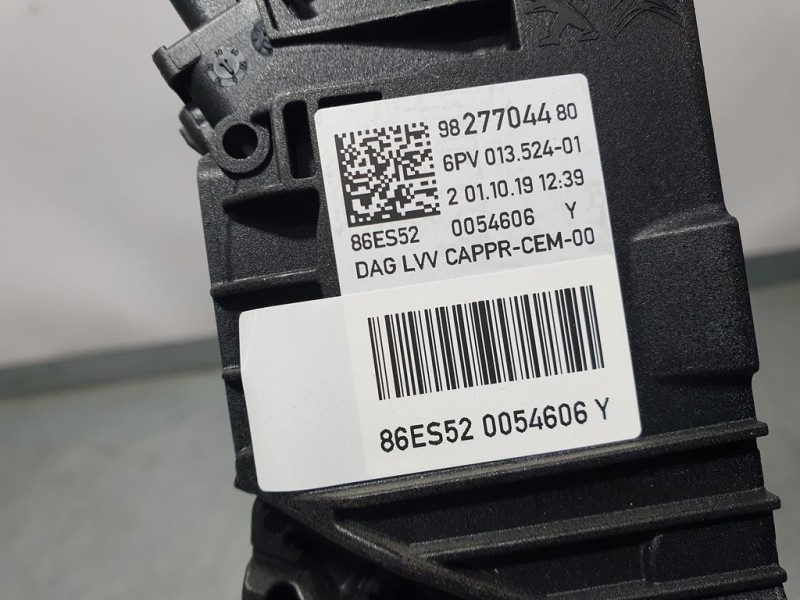 98 277044 80
6PV 013.524-01
2 01.10.19 12:39
86ES52 0054606 Y
DAG LVV CAPPR-CEM-00
86ES52 0054606 Y